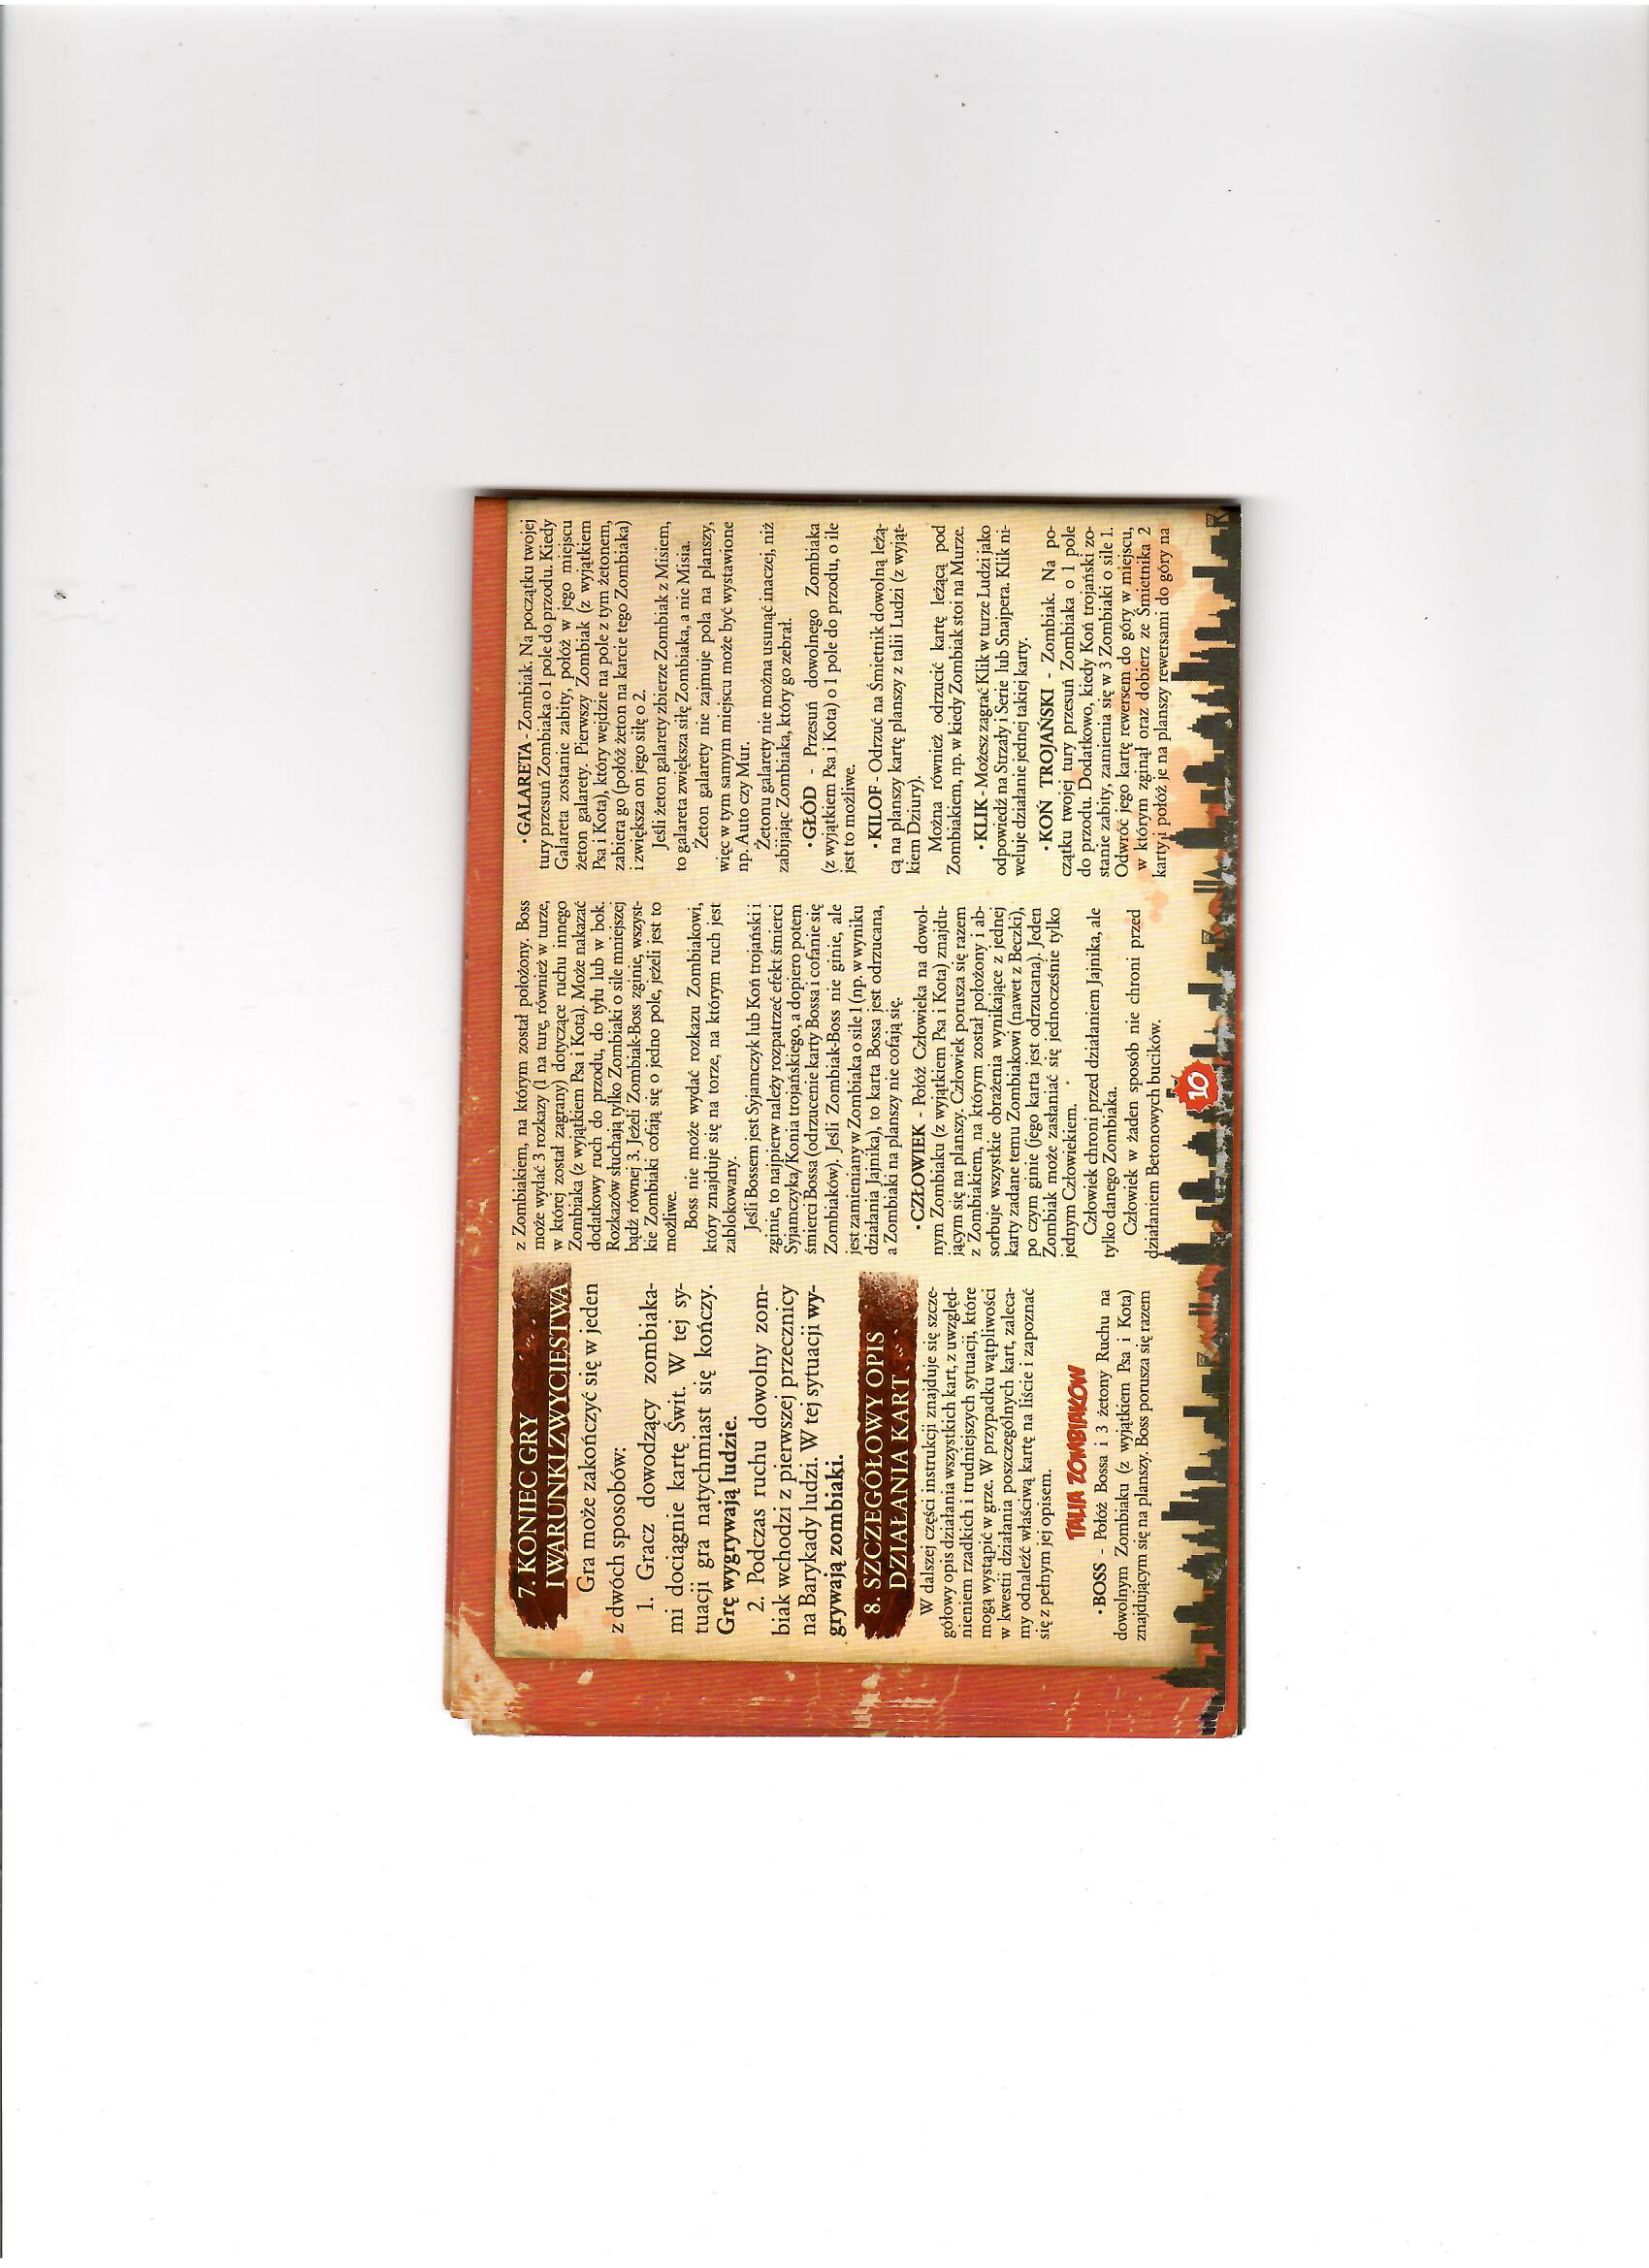 7. KONIEC GRY
I WARUNKI ZWYCIĘSTWA
Gra może zakończyć się w jeden
z dwóch sposobów:
1. Gracz dowodzący zombiaka-
mi dociągnie kartę Świt. W tej sy-
tuacji gra natychmiast się kończy.
Grę wygrywają ludzie.
2. Podczas ruchu dowolny zom-
biak wchodzi z pierwszej przecznicy
na Barykady ludzi. W tej sytuacji wy-
grywają zombiaki.
8. SZCZEGÓŁOWY OPIS
DZIAŁANIA KART
W dalszej części instrukcji znajduje się szcze-
gółowy opis działania wszystkich kart, z uwzględ-
nieniem rzadkich i trudniejszych sytuacji, które
mogą wystąpić w grze. W przypadku wątpliwości
w kwestii działania poszczególnych kart, zaleca-
my odnaleźć właściwą kartę na liście i zapoznać
się z pełnym jej opisem.
TALIA ZOMBIAKÓW
• BOSS - Połóż Bossa i 3 żetony Ruchu na
dowolnym Zombiaku (z wyjątkiem Psa i Kota)
znajdującym się na planszy. Boss porusza się razem
z Zombiakiem, na którym został położony. Boss
może wydać 3 rozkazy (1 na turę, również w turze,
w której został zagrany) dotyczące ruchu innego
Zombiaka (z wyjątkiem Psa i Kota). Może nakazać
dodatkowy ruch do przodu, do tyłu lub w bok.
Rozkazów słuchają tylko Zombiaki o sile mniejszej
bądź równej 3. Jeżeli Zombiak-Boss zginie, wszyst-
kie Zombiaki cofają się o jedno pole, jeżeli jest to
możliwe.
Boss nie może wydać rozkazu Zombiakowi,
który znajduje się na torze, na którym ruch jest
zablokowany.
Jeśli Bossem jest Syjamczyk lub Koń trojański i
zginie, to najpierw należy rozpatrzeć efekt śmierci
Syjamczyka/Konia trojańskiego, a dopiero potem
śmierci Bossa (odrzucenie karty Bossa i cofanie się
Zombiaków). Jeśli Zombiak-Boss nie ginie, ale
jest zamieniany w Zombiaka o sile 1 (np. w wyniku
działania Jajnika), to karta Bossa jest odrzucana,
a Zombiaki na planszy nie cofają się.
• CZŁOWIEK - Połóż Człowieka na dowol-
nym Zombiaku (z wyjątkiem Psa i Kota) znajdu-
jącym się na planszy. Człowiek porusza się razem
z Zombiakiem, na którym został położony i ab-
sorbuje wszystkie obrażenia wynikające z jednej
karty zadane temu Zombiakowi (nawet z Beczki),
po czym ginie (jego karta jest odrzucana). Jeden
Zombiak może zasłaniać się jednocześnie tylko
jednym Człowiekiem.
Człowiek chroni przed działaniem Jajnika, ale
tylko danego Zombiaka.
Człowiek w żaden sposób nie chroni przed
działaniem Betonowych bucików.
• GALARETA - Zombiak. Na początku twojej
tury przesuń Zombiaka o 1 pole do przodu. Kiedy
Galareta zostanie zabity, połóż w jego miejscu
żeton galarety. Pierwszy Zombiak (z wyjątkiem
Psa i Kota), który wejdzie na pole z tym żetonem,
zabiera go (połóż żeton na karcie tego Zombiaka)
i zwiększa on jego siłę o 2.
Jeśli żeton galarety zbierze Zombiak z Misiem,
to galareta zwiększa siłę Zombiaka, a nie Misia.
Żeton galarety nie zajmuje pola na planszy,
więc w tym samym miejscu może być wystawione
np. Auto czy Mur.
Żetonu galarety nie można usunąć inaczej, niż
zabijając Zombiaka, który go zebrał.
• GŁÓD - Przesuń dowolnego Zombiaka
(z wyjątkiem Psa i Kota) o 1 pole do przodu, o ile
jest to możliwe.
• KILOF - Odrzuć na Śmietnik dowolną leżą-
cą na planszy kartę planszy z talii Ludzi (z wyjąt-
kiem Dziury).
Można również odrzucić kartę leżącą pod
Zombiakiem, np. w kiedy Zombiak stoi na Murze.
• KLIK - Możesz zagrać Klik w turze Ludzi jako
odpowiedź na Strzały i Serie lub Snajpera. Klik ni-
weluje działanie jednej takiej karty.
• KOŃ TROJAŃSKI - Zombiak. Na po-
czątku twojej tury przesuń Zombiaka o 1 pole
do przodu. Dodatkowo, kiedy Koń trojański zo-
stanie zabity, zamienia się w 3 Zombiaki o sile 1.
Odwróć jego kartę rewersem do góry w miejscu,
w którym zginął oraz dobierz ze Śmietnika 2
karty i połóż je na planszy rewersami do góry na
10